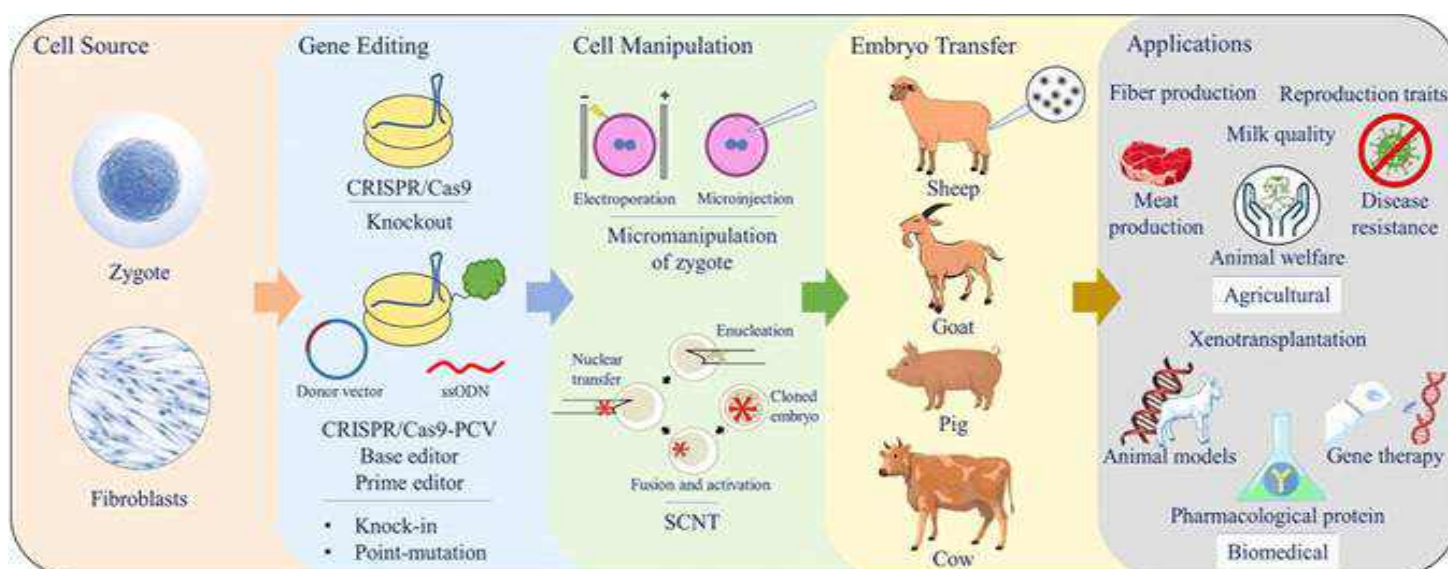 Cell Source
Zygote
Fibroblasts
Gene Editing
CRISPR/Cas9
Knockout
Donor vector
ssODN
CRISPR/Cas9-PCV
Base editor
Prime editor
• Knock-in
• Point-mutation
Cell Manipulation
-
+
Electroporation
Microinjection
Micromanipulation
of zygote
Enucleation
Nuclear
transfer
Cloned
embryo
Fusion and activation
SCNT
Embryo Transfer
Sheep
Goat
Pig
Cow
Applications
Fiber production
Reproduction traits
Milk quality
Meat
production
Disease
resistance
Animal welfare
Agricultural
Xenotransplantation
Animal models
Gene therapy
Pharmacological protein
Biomedical